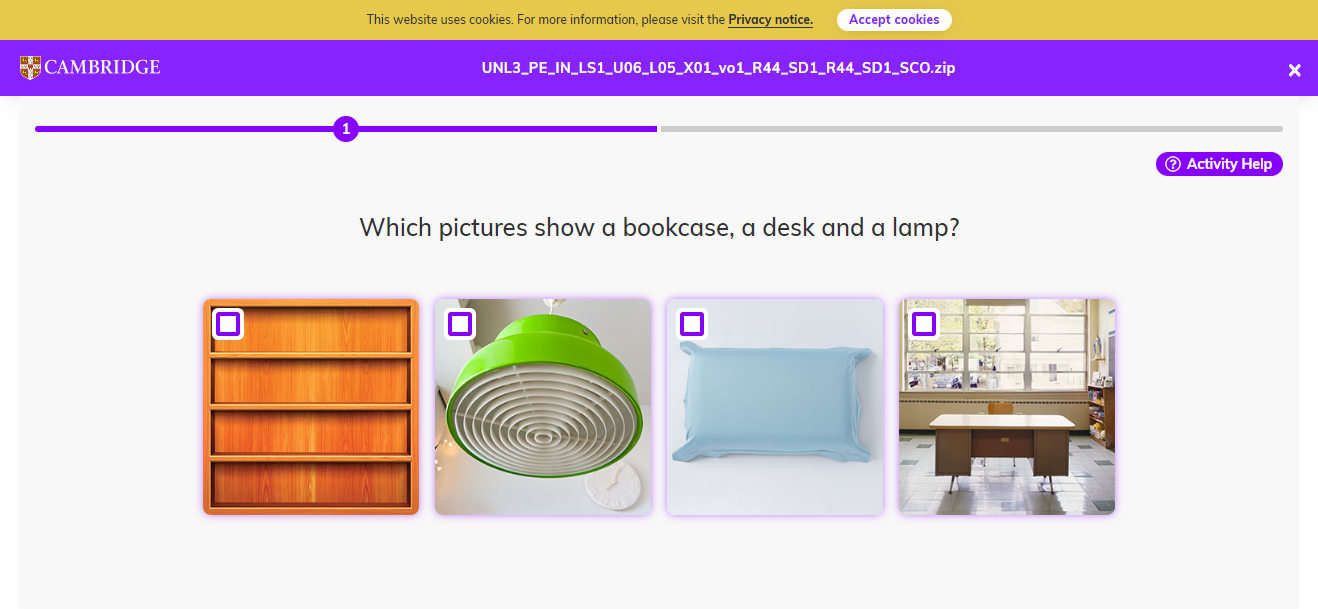 This website uses cookies. For more information, please visit the Privacy notice.
Accept cookies
CAMBRIDGE
UNL3_PE_IN_LS1_U06_L05_X01_vo1_R44_SD1_R44_SD1_SCO.zip
1
Activity Help
Which pictures show a bookcase, a desk and a lamp?